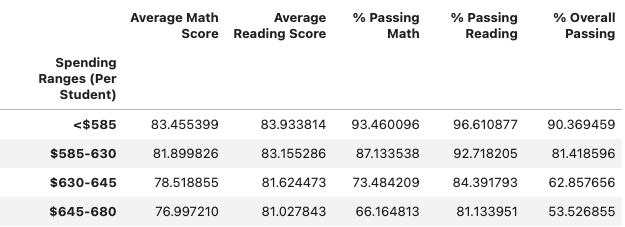 Average Math Score Average Reading Score % Passing Math % Passing Reading % Overall Passing
Spending Ranges (Per Student)
<$585 83.455399 83.933814 93.460096 96.610877 90.369459
$585-630 81.899826 83.155286 87.133538 92.718205 81.418596
$630-645 78.518855 81.624473 73.484209 84.391793 62.857656
$645-680 76.997210 81.027843 66.164813 81.133951 53.526855